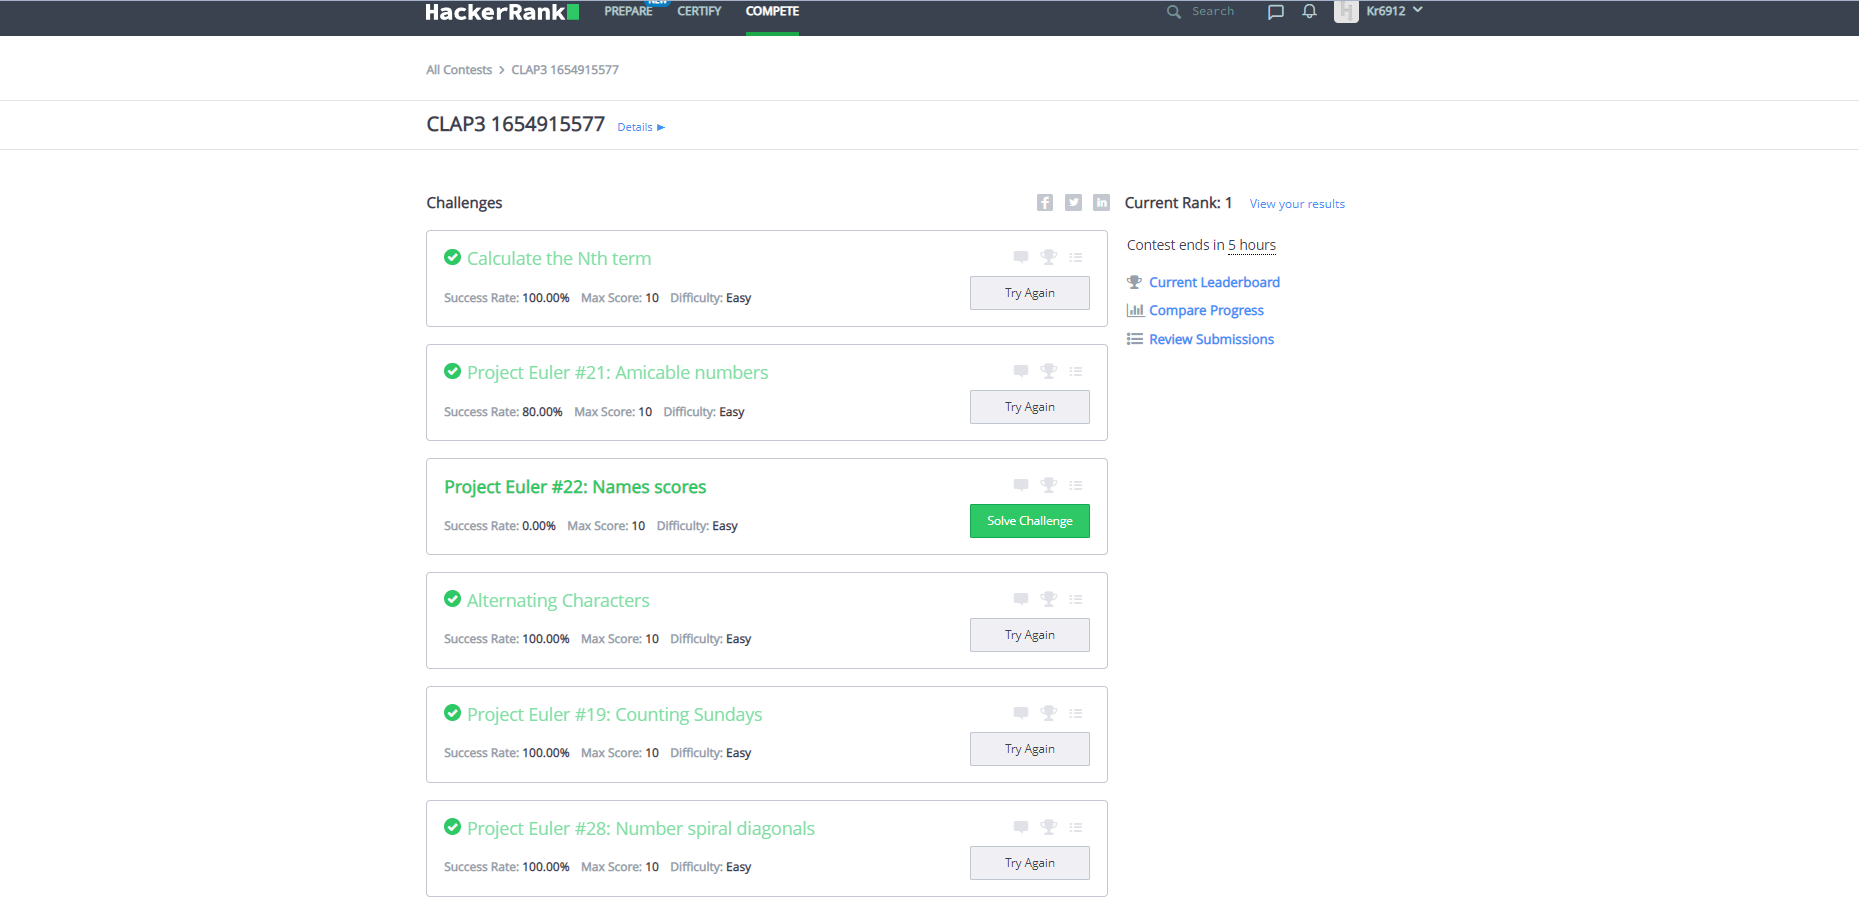 HackerRank PREPARE NEW CERTIFY COMPETE Search Kr6912
All Contests > CLAP3 1654915577
CLAP3 1654915577 Details ▶
Challenges
Current Rank: 1 View your results
Contest ends in 5 hours
Current Leaderboard
Compare Progress
Review Submissions
Calculate the Nth term
Success Rate: 100.00% Max Score: 10 Difficulty: Easy
Try Again
Project Euler #21: Amicable numbers
Success Rate: 80.00% Max Score: 10 Difficulty: Easy
Try Again
Project Euler #22: Names scores
Success Rate: 0.00% Max Score: 10 Difficulty: Easy
Solve Challenge
Alternating Characters
Success Rate: 100.00% Max Score: 10 Difficulty: Easy
Try Again
Project Euler #19: Counting Sundays
Success Rate: 100.00% Max Score: 10 Difficulty: Easy
Try Again
Project Euler #28: Number spiral diagonals
Success Rate: 100.00% Max Score: 10 Difficulty: Easy
Try Again